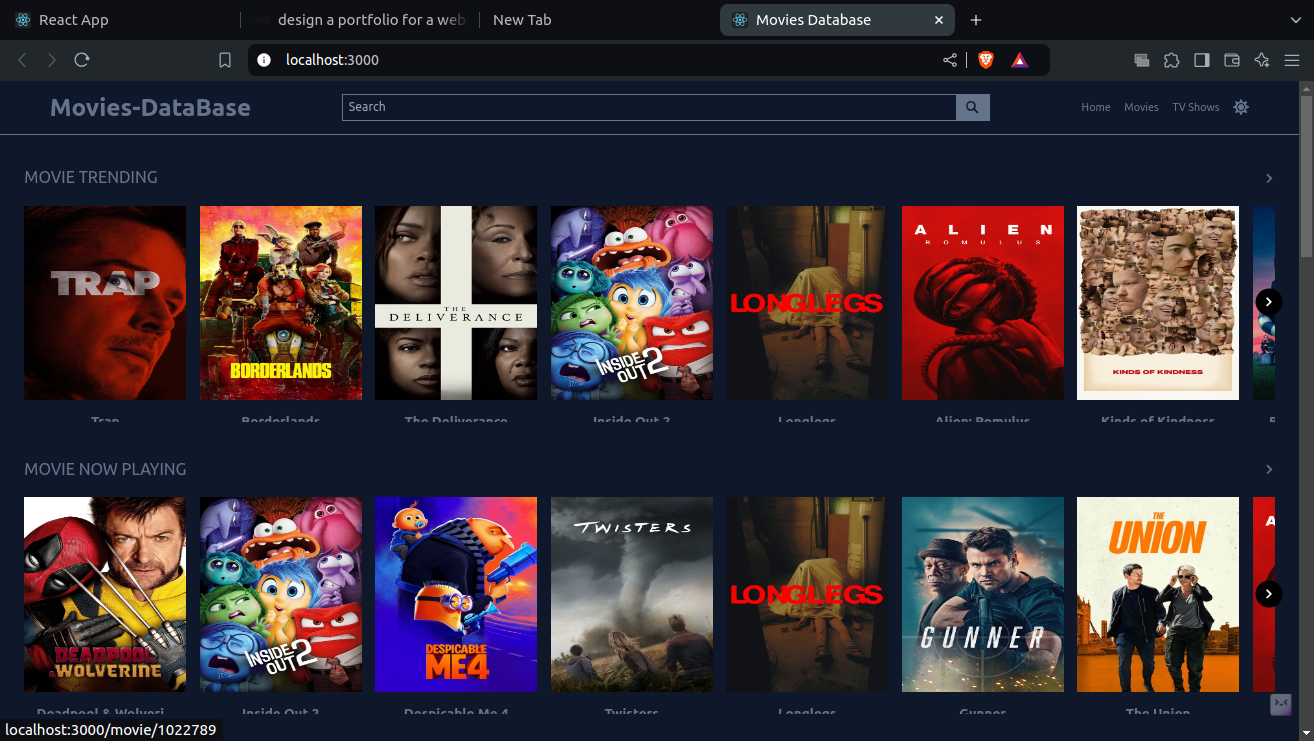 React App
design a portfolio for a web
New Tab
Movies Database
localhost:3000
Movies-DataBase
Search
Home
Movies
TV Shows
MOVIE TRENDING
TRAP
BORDERLANDS
THE
DELIVERANCE
INSIDE
OUT 2
LONGLEGS
ALIEN
ROMULUS
KINDS OF KINDNESS
Trap
Borderlands
The Deliverance
Inside Out 2
Longlegs
Alien: Romulus
Kinds of Kindness
MOVIE NOW PLAYING
DEADPOOL
& WOLVERINE
INSIDE
OUT 2
DESPICABLE
ME 4
TWISTERS
LONGLEGS
GUNNER
THE
UNION
A
Deadpool & Wolveri...
Inside Out 2
Despicable Me 4
Twisters
Longlegs
Gunner
The Union
localhost:3000/movie/1022789